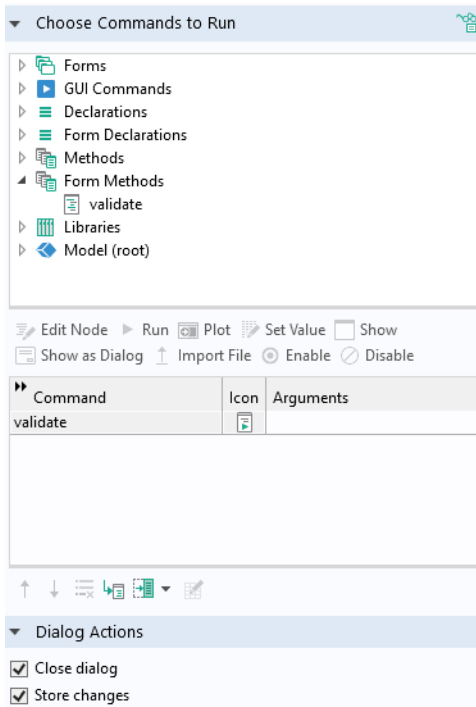 Choose Commands to Run
Forms
GUI Commands
Declarations
Form Declarations
Methods
Form Methods
validate
Libraries
Model (root)
Edit Node Run Plot Set Value Show
Show as Dialog Import File Enable Disable
Command Icon Arguments
validate
Dialog Actions
Close dialog
Store changes